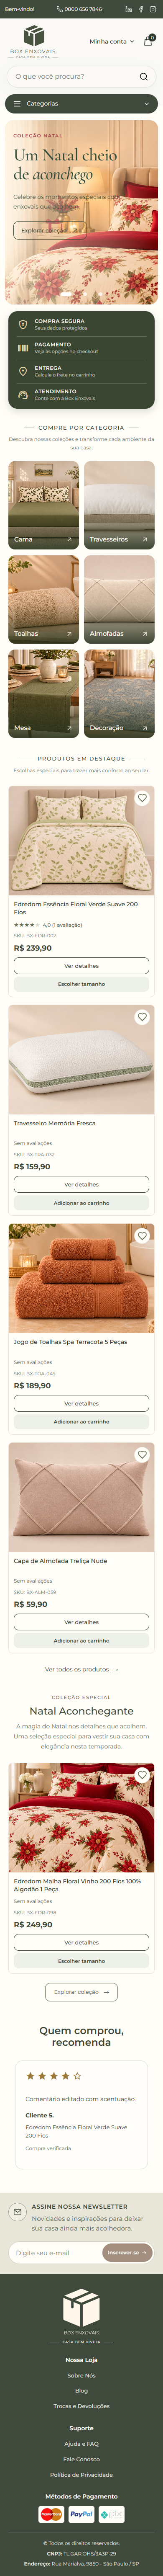 Bem-vindo!
0800 656 7846
BOX ENXOVAIS
CASA BEM VIVIDA
Minha conta
0
O que você procura?
Categorias
COLEÇÃO NATAL
Um Natal cheio
de aconchego
Celebre os momentos especiais com
enxovais que
Explorar coleção
COMPRA SEGURA
Seus dados protegidos
PAGAMENTO
Veja as opções no checkout
ENTREGA
Calcule o frete no carrinho
ATENDIMENTO
Conte com a Box Enxovais
COMPRE POR CATEGORIA
Descubra nossas coleções e transforme cada ambiente da
sua casa.
Cama
Travesseiros
Toalhas
Almofadas
Mesa
Decoração
PRODUTOS EM DESTAQUE
Escolhas especiais para trazer mais conforto ao seu lar.
Edredom Essência Floral Verde Suave 200
Fios
4,0 (1 avaliação)
SKU: BX-EDR-002
R$ 239,90
Ver detalhes
Escolher tamanho
Travesseiro Memória Fresca
Sem avaliações
SKU: BX-TRA-032
R$ 159,90
Ver detalhes
Adicionar ao carrinho
Jogo de Toalhas Spa Terracota 5 Peças
Sem avaliações
SKU: BX-TOA-049
R$ 189,90
Ver detalhes
Adicionar ao carrinho
Capa de Almofada Treliça Nude
Sem avaliações
SKU: BX-ALM-059
R$ 59,90
Ver detalhes
Adicionar ao carrinho
Ver todos os produtos →
COLEÇÃO ESPECIAL
Natal Aconchegante
A magia do Natal nos detalhes que acolhem.
Uma seleção especial para vestir sua casa com
elegância nesta temporada.
Edredom Malha Floral Vinho 200 Fios 100%
Algodão 1 Peça
Sem avaliações
SKU: BX-EDR-098
R$ 249,90
Ver detalhes
Escolher tamanho
Explorar coleção →
Quem comprou,
recomenda
Comentário editado com acentuação.
Cliente S.
Edredom Essência Floral Verde Suave
200 Fios
Compra verificada
ASSINE NOSSA NEWSLETTER
Novidades e inspirações para deixar
sua casa ainda mais acolhedora.
Digite seu e-mail
Inscrever-se →
BOX ENXOVAIS
CASA BEM VIVIDA
Nossa Loja
Sobre Nós
Blog
Trocas e Devoluções
Suporte
Ajuda e FAQ
Fale Conosco
Política de Privacidade
Métodos de Pagamento
VISA
PayPal
pix
© Todos os direitos reservados.
CNPJ: TL.GAR.OHS/3A3P-29
Endereço: Rua Mariatva, 9850 - São Paulo / SP